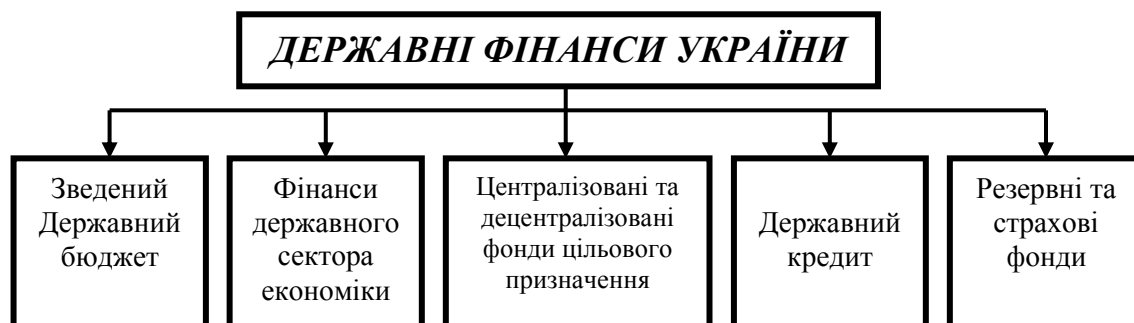 ДЕРЖАВНІ ФІНАНСИ УКРАЇНИ
Зведений
Державний
бюджет
Фінанси
державного
сектора
економіки
Централізовані та
децентралізовані
фонди цільового
призначення
Державний
кредит
Резервні та
страхові
фонди